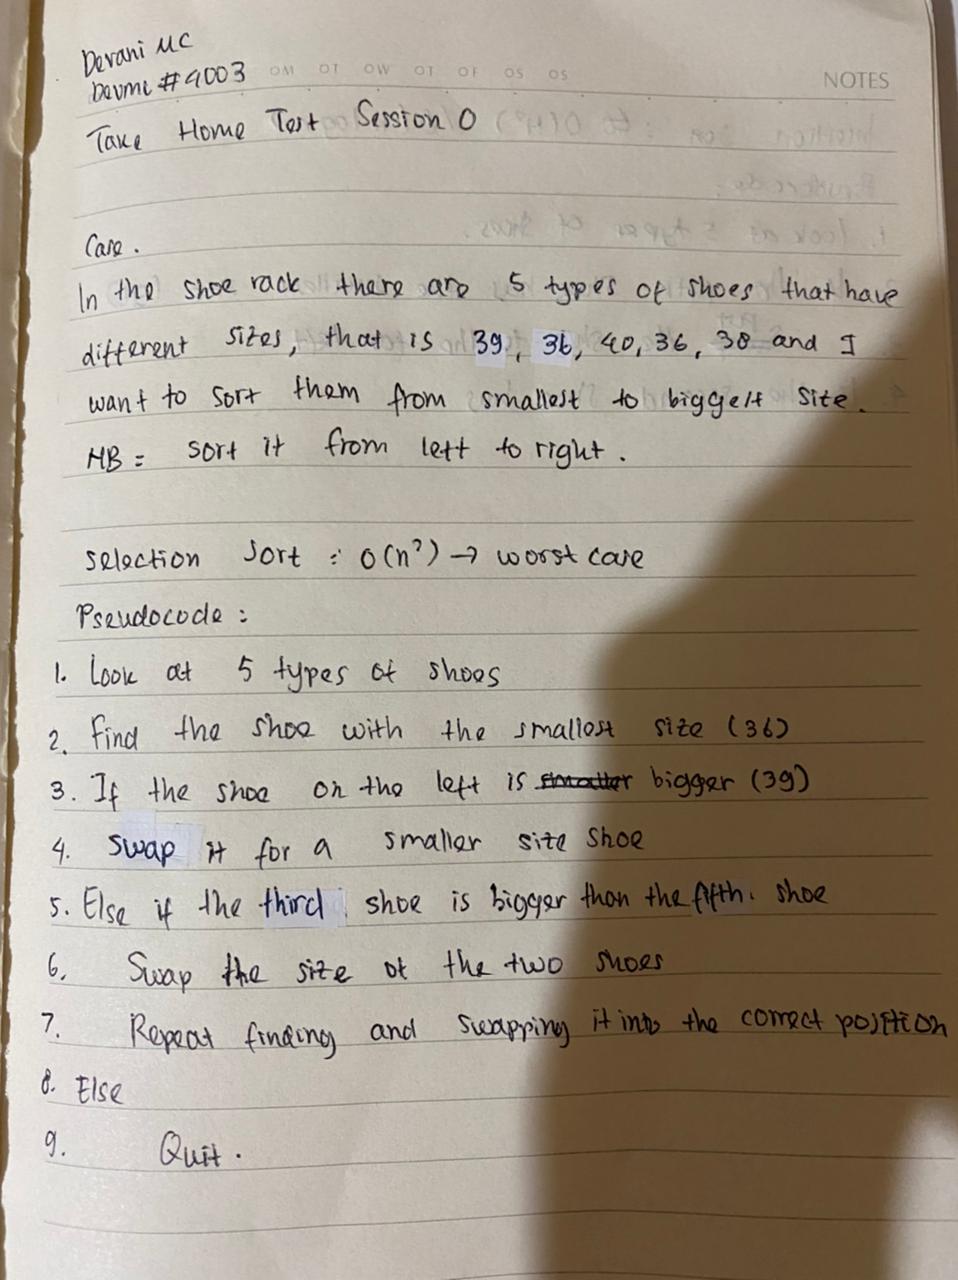 Devani MC
Devmc #4003
NOTES
Take Home Test Session 0
Case.
In the shoe rack there are 5 types of shoes that have
different sizes, that is 39, 36, 40, 36, 38 and I
want to sort them from smallest to biggest size.
NB = sort it from left to right.
Selection Sort : O(n²) → worst case
Pseudocode :
1. Look at 5 types of shoes
2. Find the shoe with the smallest size (36)
3. If the shoe on the left is smaller bigger (39)
4. swap it for a smaller size shoe
5. Else if the third shoe is bigger than the fifth. shoe
6. Swap the size of the two shoes
7. Repeat finding and swapping it into the correct position
8. Else
9. Quit.